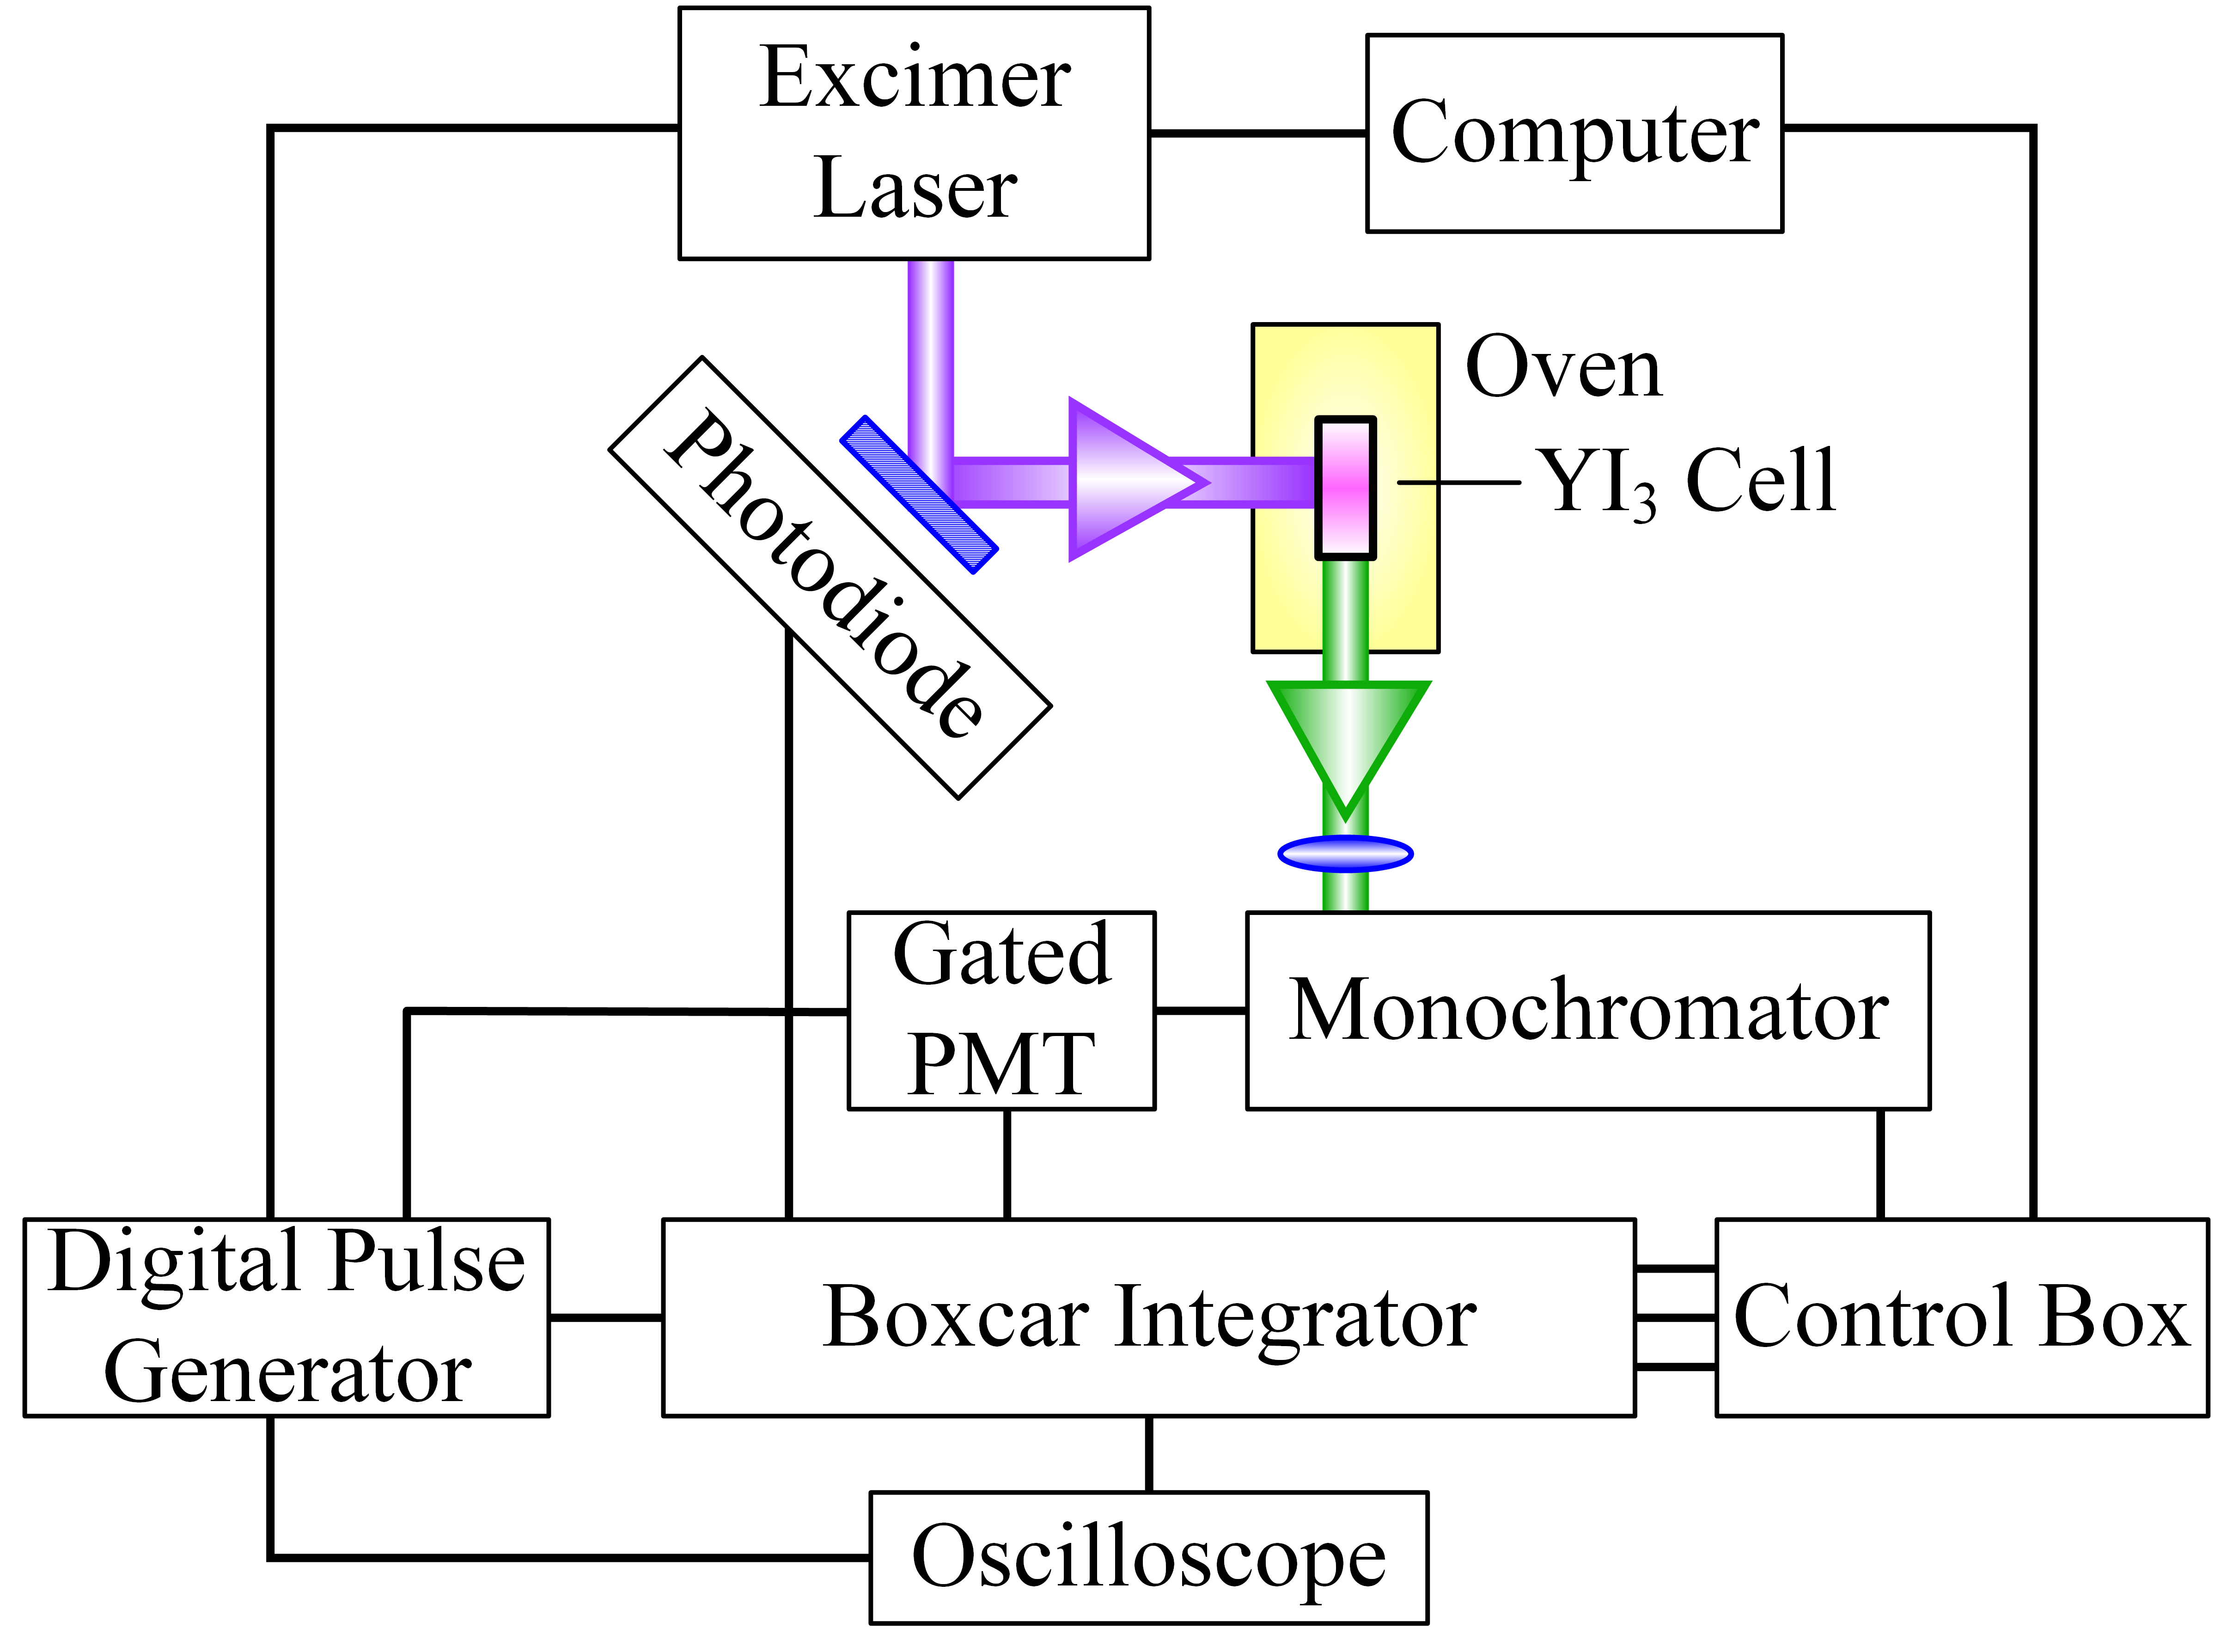 Excimer
Laser
Computer
Oven
YI₃ Cell
Photodiode
Gated
PMT
Monochromator
Digital Pulse
Generator
Boxcar Integrator
Control Box
Oscilloscope